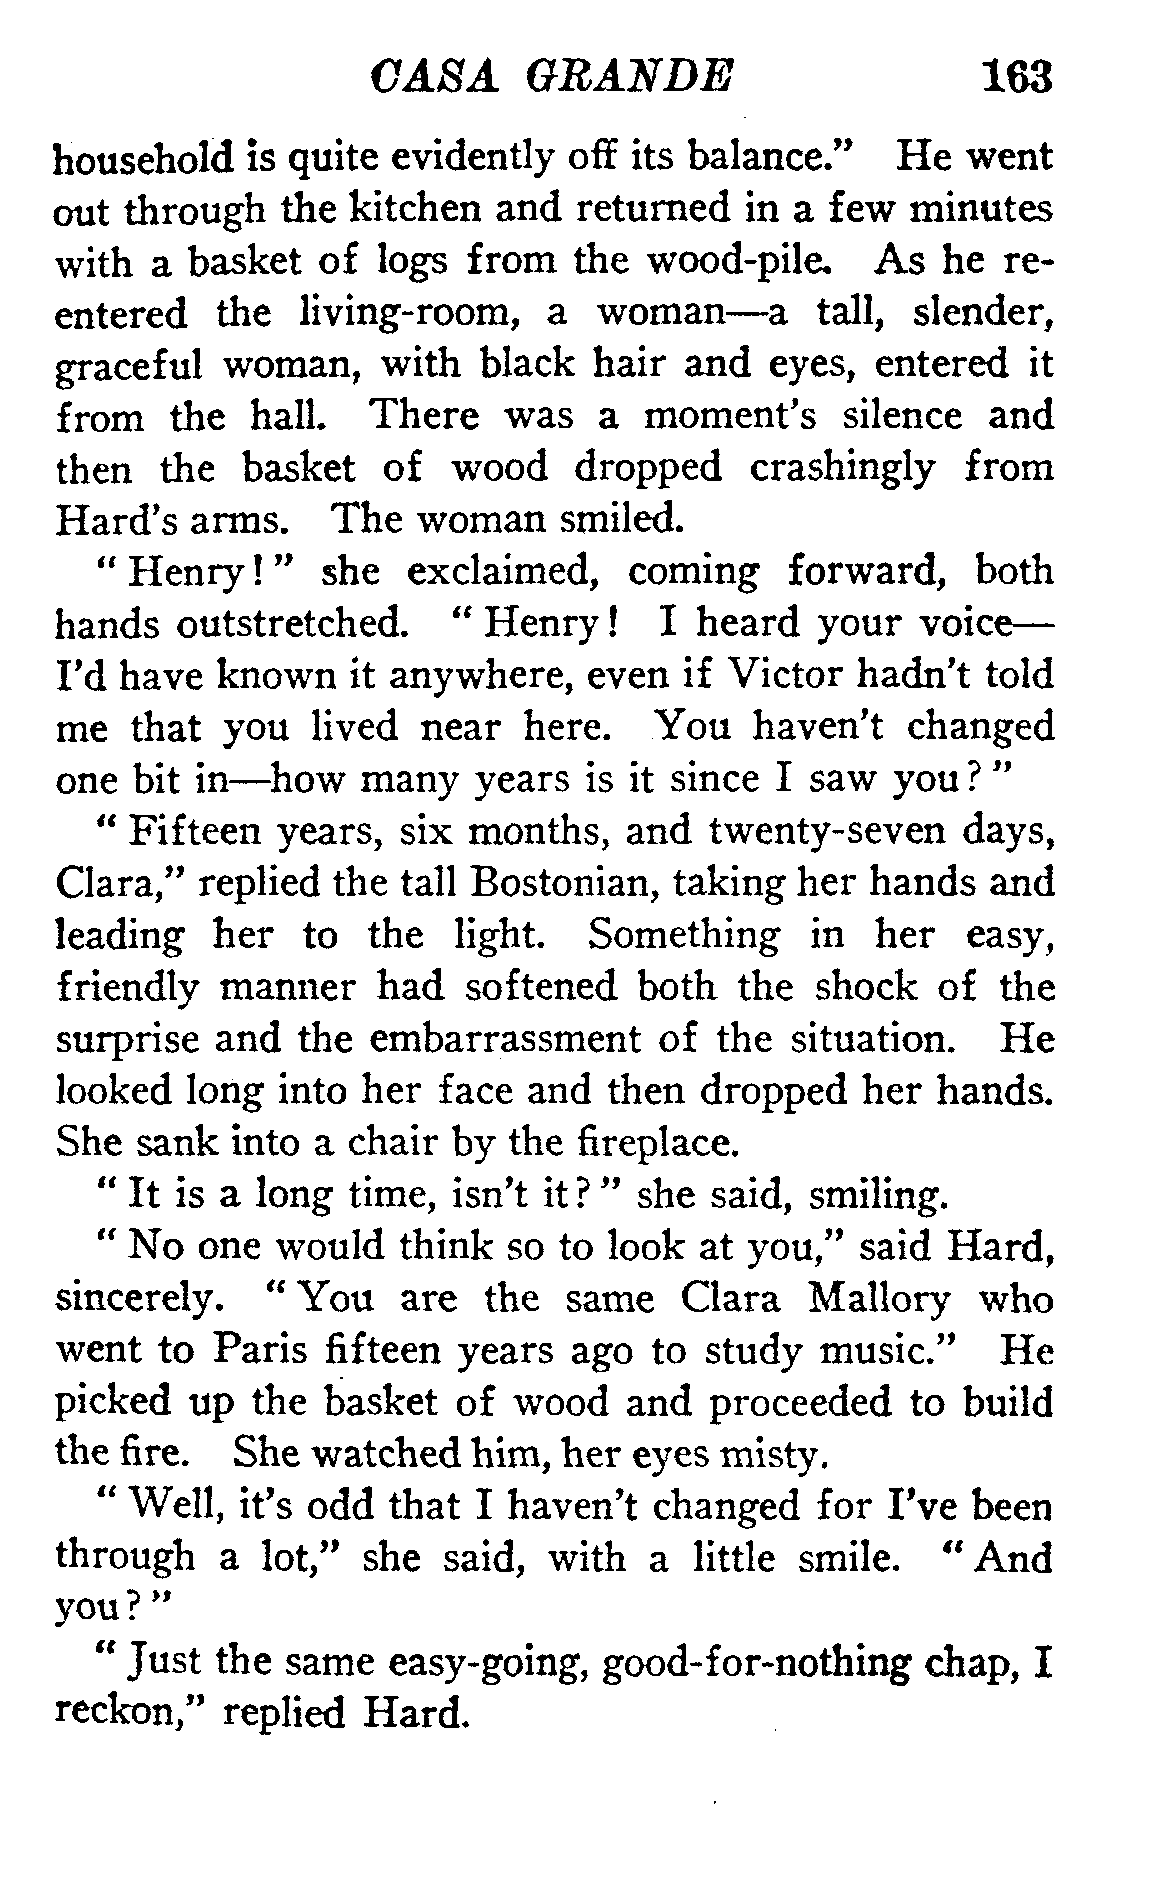 CASA GRANDE 163
household is quite evidently off its balance.” He went
out through the kitchen and returned in a few minutes
with a basket of logs from the wood-pile. As he re-
entered the living-room, a woman—a tall, slender,
graceful woman, with black hair and eyes, entered it
from the hall. There was a moment's silence and
then the basket of wood dropped crashingly from
Hard's arms. The woman smiled.
“ Henry! ” she exclaimed, coming forward, both
hands outstretched. “ Henry! I heard your voice—
I'd have known it anywhere, even if Victor hadn't told
me that you lived near here. You haven't changed
one bit in—how many years is it since I saw you? ”
“ Fifteen years, six months, and twenty-seven days,
Clara,” replied the tall Bostonian, taking her hands and
leading her to the light. Something in her easy,
friendly manner had softened both the shock of the
surprise and the embarrassment of the situation. He
looked long into her face and then dropped her hands.
She sank into a chair by the fireplace.
“ It is a long time, isn't it? ” she said, smiling.
“ No one would think so to look at you,” said Hard,
sincerely. “ You are the same Clara Mallory who
went to Paris fifteen years ago to study music.” He
picked up the basket of wood and proceeded to build
the fire. She watched him, her eyes misty.
“ Well, it's odd that I haven't changed for I've been
through a lot,” she said, with a little smile. “ And
you? ”
“ Just the same easy-going, good-for-nothing chap, I
reckon,” replied Hard.